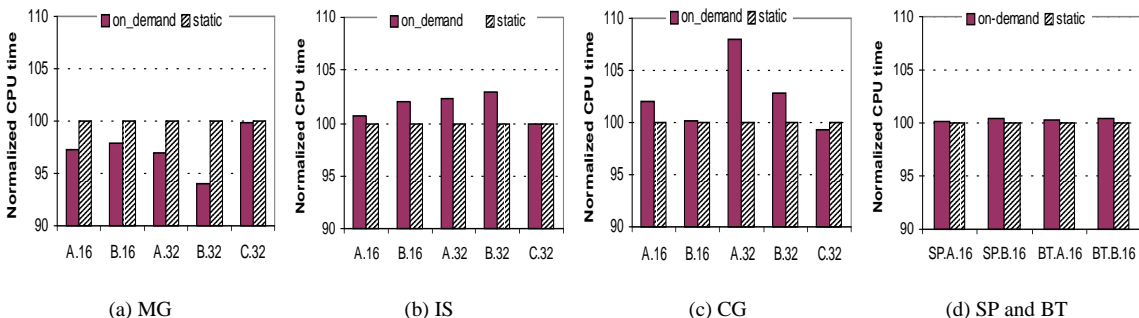 on_demand static
Normalized CPU time
110
105
100
95
90
A.16 B.16 A.32 B.32 C.32
(a) MG
on_demand static
Normalized CPU time
110
105
100
95
90
A.16 B.16 A.32 B.32 C.32
(b) IS
on_demand static
Normalized CPU time
110
105
100
95
90
A.16 B.16 A.32 B.32 C.32
(c) CG
on-demand static
Normalized CPU time
110
105
100
95
90
SP.A.16 SP.B.16 BT.A.16 BT.B.16
(d) SP and BT